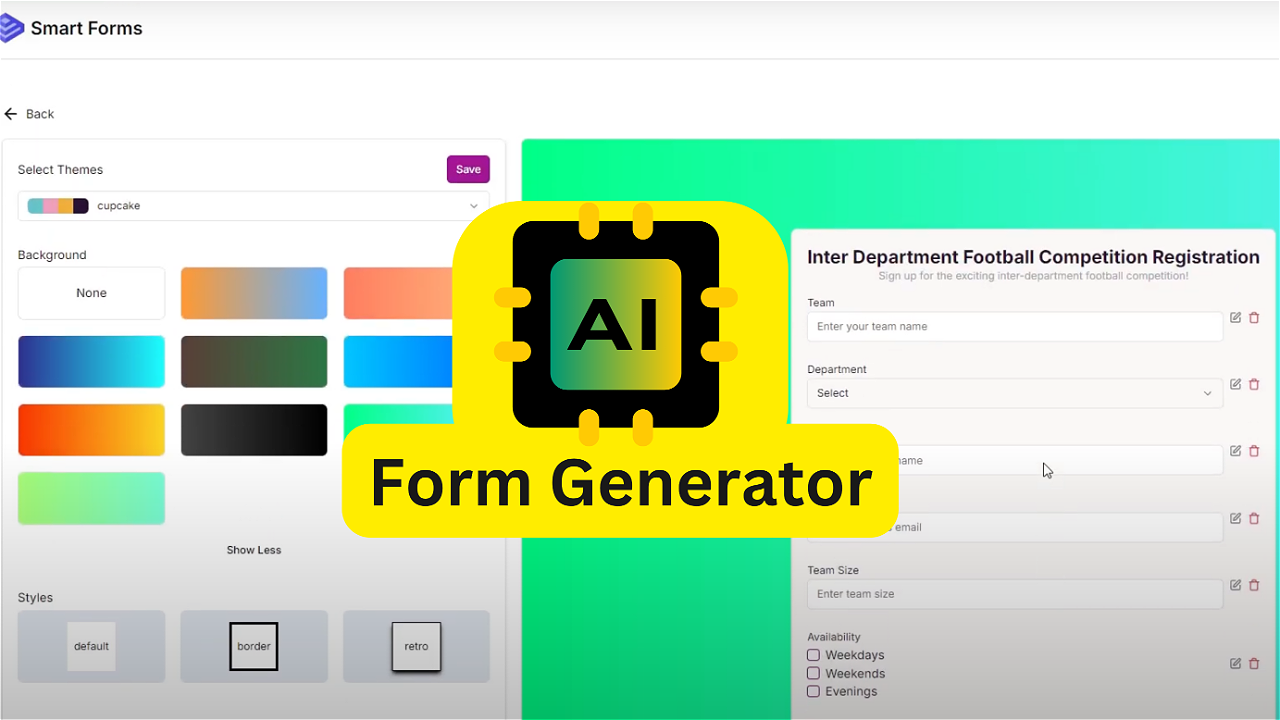 Smart Forms
Back
Select Themes
Save
cupcake
Background
None
Show Less
Styles
default
border
retro
AI
Form Generator
Inter Department Football Competition Registration
Sign up for the exciting inter-department football competition!
Team
Enter your team name
Department
Select
name
email
Team Size
Enter team size
Availability
Weekdays
Weekends
Evenings